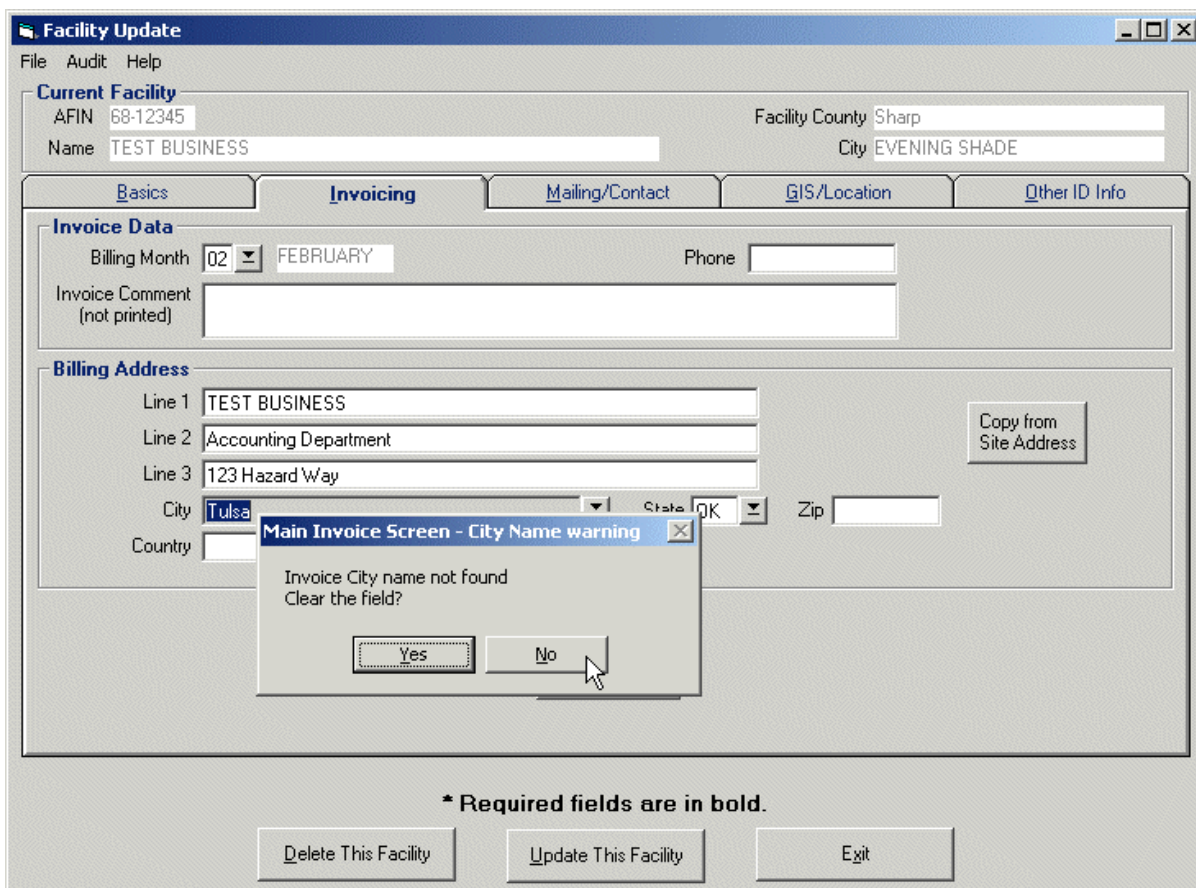 Facility Update
File Audit Help
Current Facility
AFIN 68-12345 Facility County Sharp
Name TEST BUSINESS City EVENING SHADE
Basics Invoicing Mailing/Contact GIS/Location Other ID Info
Invoice Data
Billing Month 02 FEBRUARY Phone
Invoice Comment
(not printed)
Billing Address
Line 1 TEST BUSINESS
Copy from
Site Address
Line 2 Accounting Department
Line 3 123 Hazard Way
City Tulsa State OK Zip
Country
Main Invoice Screen - City Name warning
Invoice City name not found
Clear the field?
Yes No
* Required fields are in bold.
Delete This Facility Update This Facility Exit